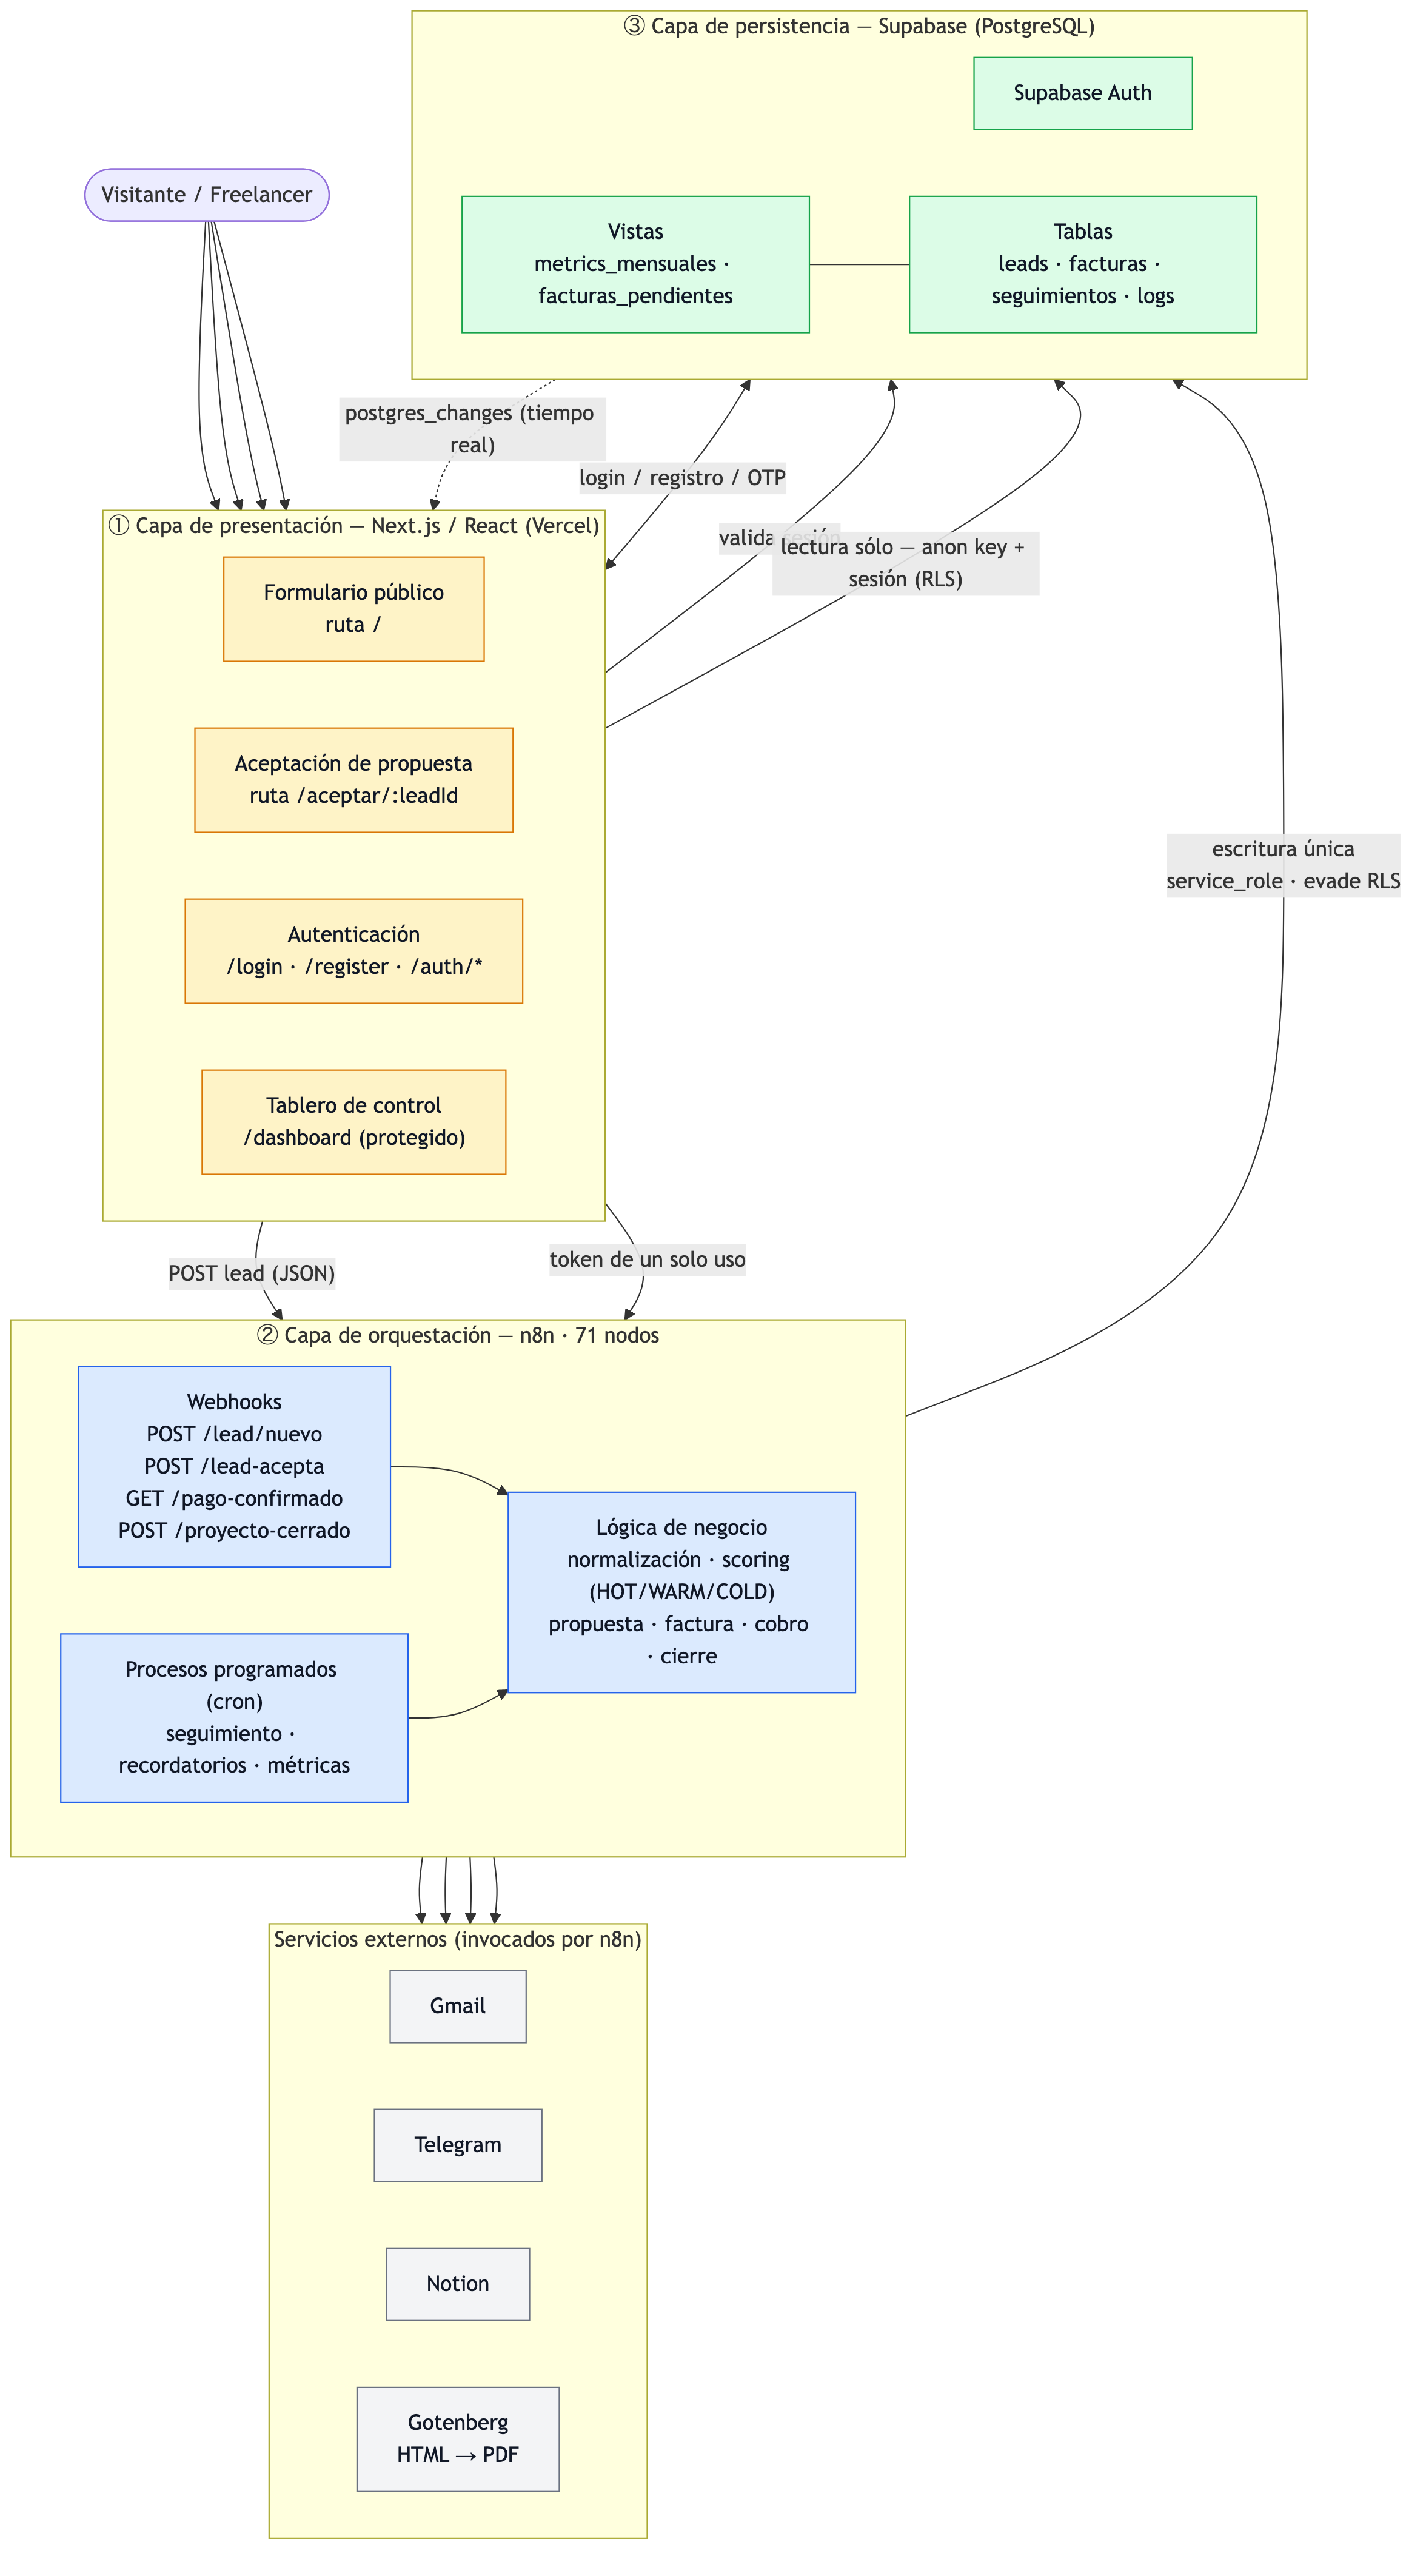 ③ Capa de persistencia — Supabase (PostgreSQL)
Supabase Auth
Vistas
metrics_mensuales ·
facturas_pendientes
Tablas
leads · facturas ·
seguimientos · logs
Visitante / Freelancer
postgres_changes (tiempo
real)
login / registro / OTP
valida sesión
lectura sólo — anon key +
sesión (RLS)
① Capa de presentación — Next.js / React (Vercel)
Formulario público
ruta /
Aceptación de propuesta
ruta /aceptar/:leadId
Autenticación
/login · /register · /auth/*
Tablero de control
/dashboard (protegido)
escritura única
service_role · evade RLS
POST lead (JSON)
token de un solo uso
② Capa de orquestación — n8n · 71 nodos
Webhooks
POST /lead/nuevo
POST /lead-acepta
GET /pago-confirmado
POST /proyecto-cerrado
Lógica de negocio
normalización · scoring
(HOT/WARM/COLD)
propuesta · factura · cobro
· cierre
Procesos programados
(cron)
seguimiento ·
recordatorios · métricas
Servicios externos (invocados por n8n)
Gmail
Telegram
Notion
Gotenberg
HTML → PDF